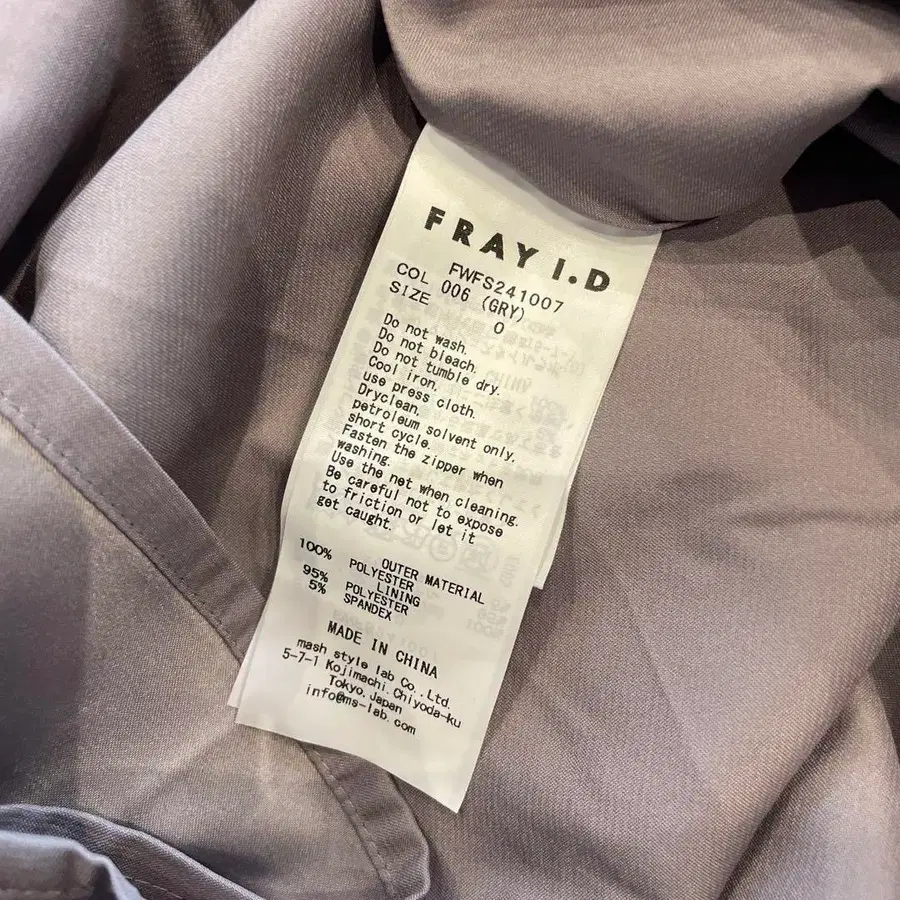 FRAY I.D
FWFS241007
COL 006 (GRY)
SIZE 0
Do not wash.
Do not bleach.
Do not tumble dry.
Cool iron.
use press cloth.
Dryclean.
petroleum solvent only,
short cycle.
Fasten the zipper when
washing.
Use the net when cleaning.
Be careful not to expose
to friction or let it
get caught.
OUTER MATERIAL
100% POLYESTER
LINING
95% POLYESTER
5% SPANDEX
MADE IN CHINA
mash style lab Co., Ltd.
5-7-1 Kojimachi, Chiyoda-ku
Tokyo, Japan
info@ms-lab.com